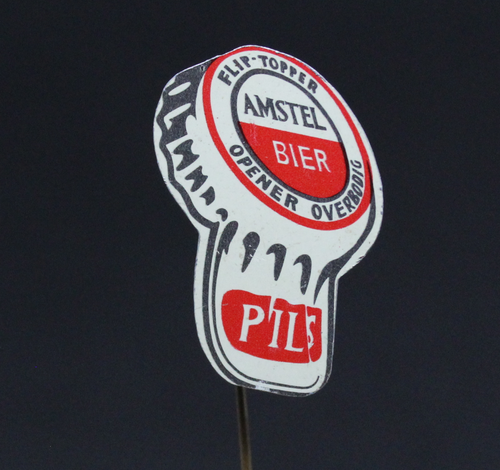 FLIP-TOPPER
AMSTEL
BIER
OPENER OVERBODIG
PILS